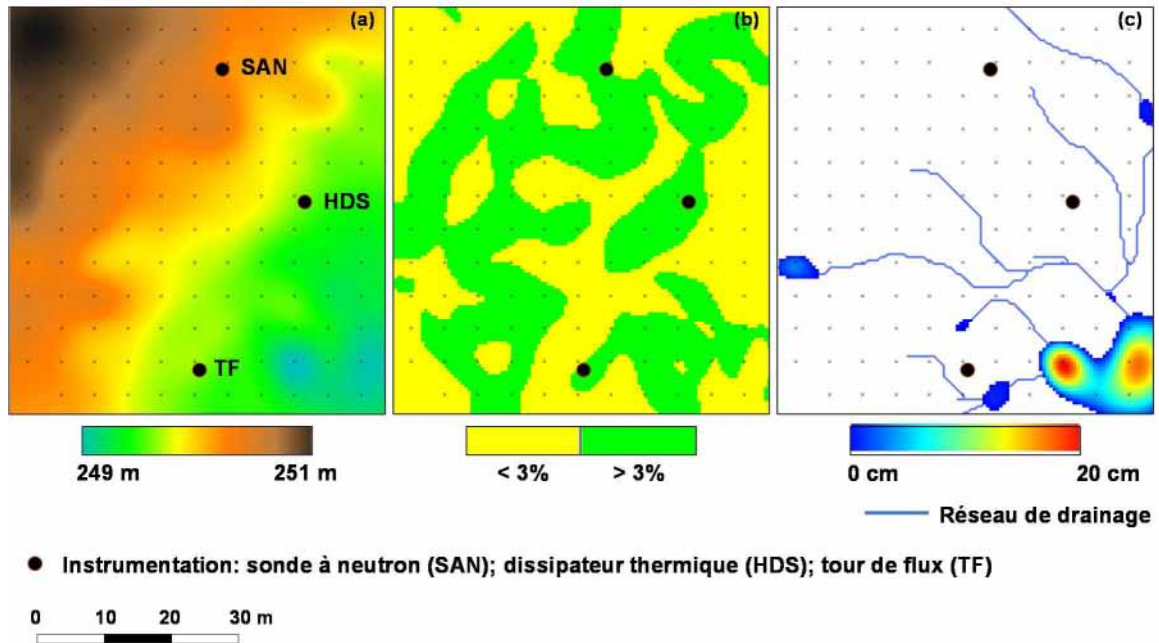 (a) (b) (c)
SAN
HDS
TF
249 m 251 m
< 3% > 3%
0 cm 20 cm
Réseau de drainage
Instrumentation: sonde à neutron (SAN); dissipateur thermique (HDS); tour de flux (TF)
0 10 20 30 m